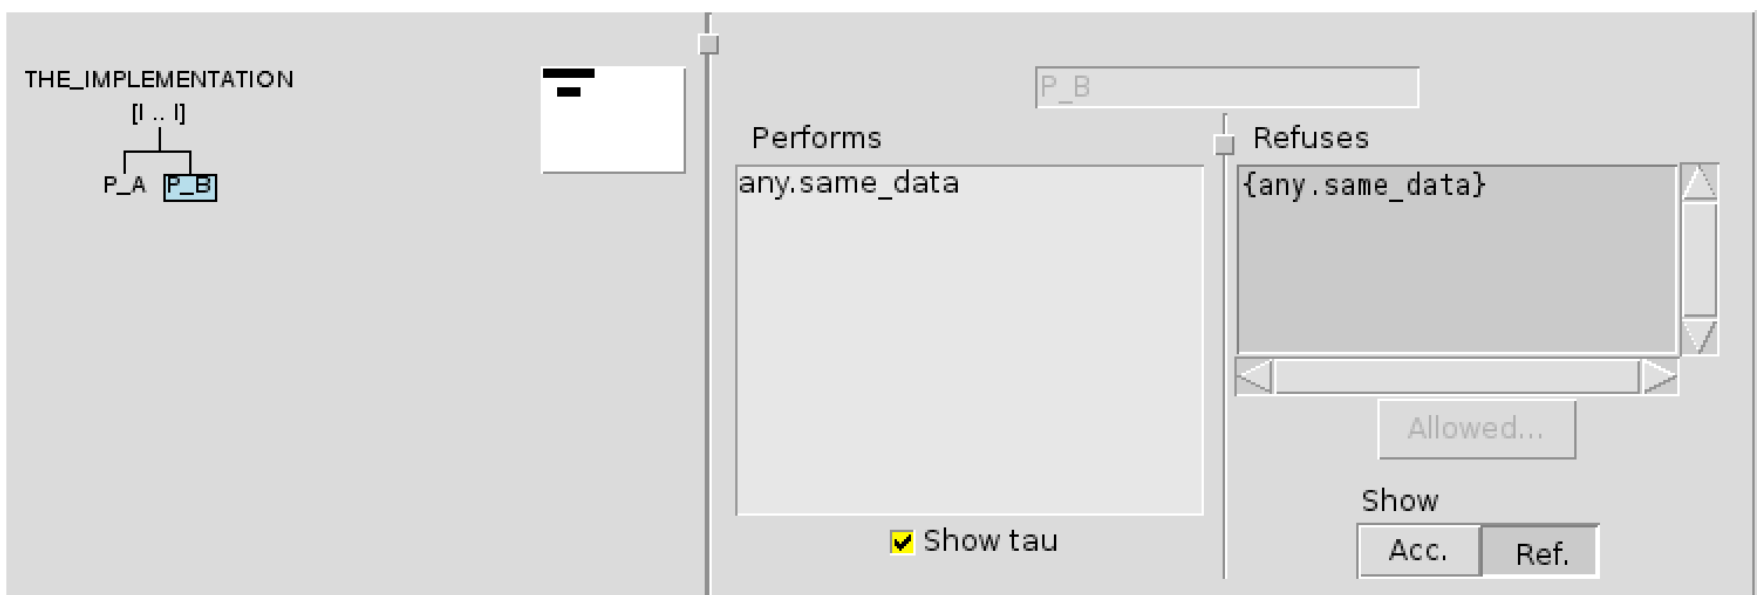 THE_IMPLEMENTATION
[l .. l]
P_A P_B
P_B
Performs
any.same_data
Show tau
Refuses
{any.same_data}
Allowed...
Show
Acc. Ref.